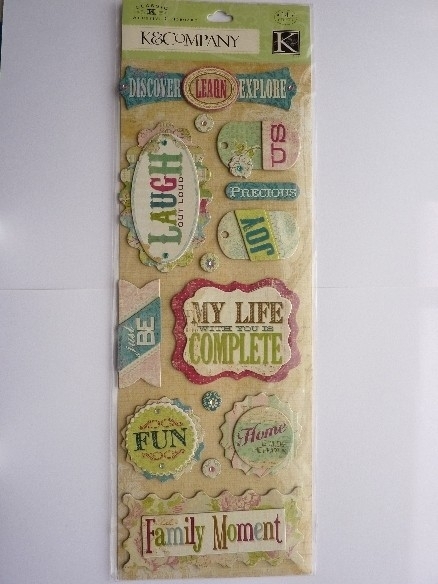 CLASSIC
K
K&COMPANY
K
DISCOVER LEARN EXPLORE
LAUGH
OUT LOUD
US
PRECIOUS
JOY
just
BE
MY LIFE
WITH YOU IS
COMPLETE
FUN
Home
Family Moment